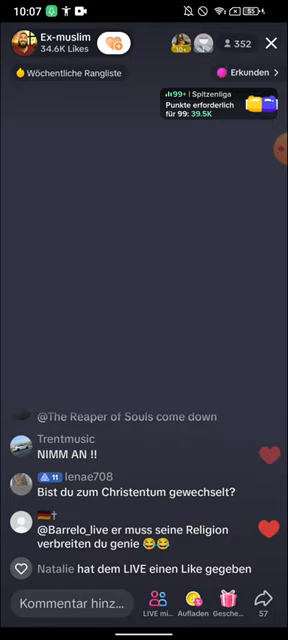 10:07
55
Ex-muslim
34.6K Likes
10+
352
Wöchentliche Rangliste
Erkunden >
99+ | Spitzenliga
Punkte erforderlich
für 99: 39.5K
@The Reaper of Souls come down
Trentmusic
NIMM AN !!
11 lenae708
Bist du zum Christentum gewechselt?
@Barrelo_live er muss seine Religion
verbreiten du genie 😂😂
Natalie hat dem LIVE einen Like gegeben
Kommentar hinz...
LIVE mi...
Aufladen
Gesche...
57